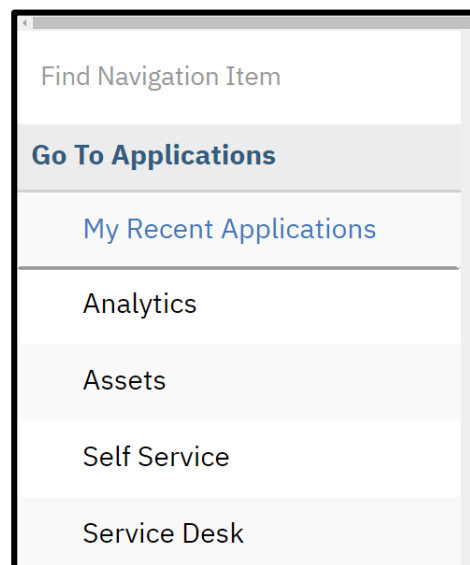 Find Navigation Item
Go To Applications
My Recent Applications
Analytics
Assets
Self Service
Service Desk